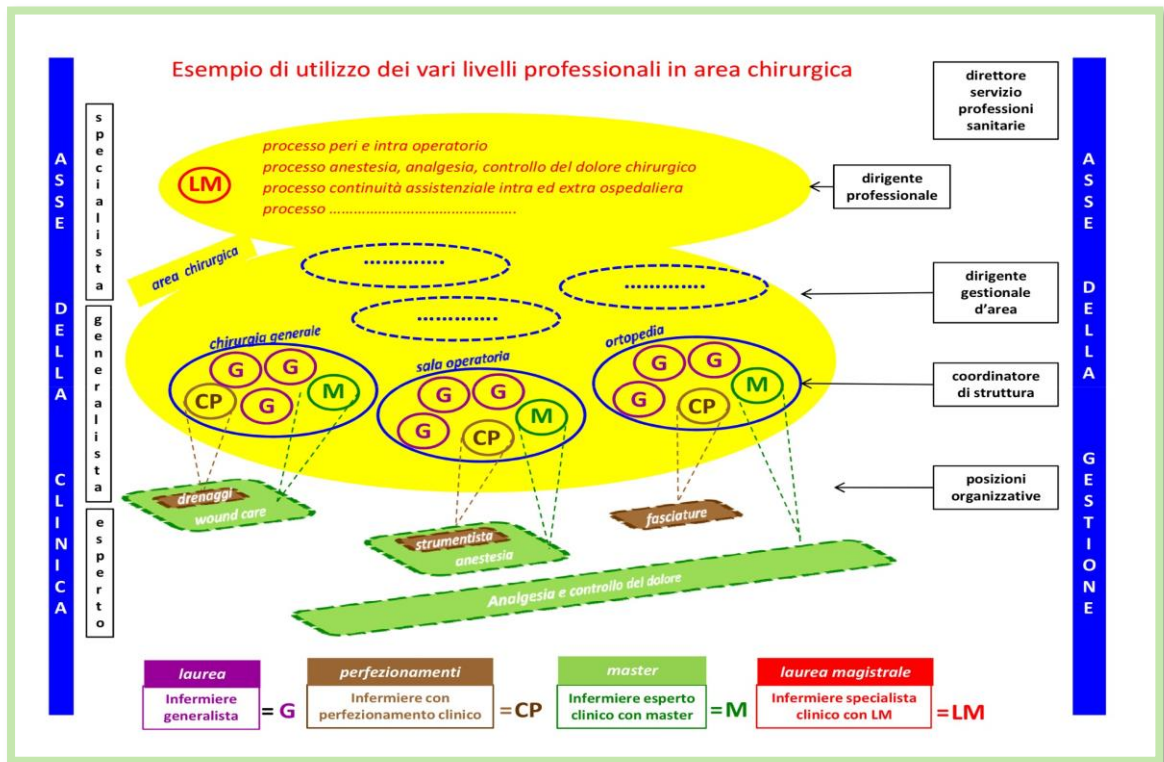 Esempio di utilizzo dei vari livelli professionali in area chirurgica
ASSE DELLA CLINICA
specialista
generalista
esperto
LM
processo peri e intra operatorio
processo anestesia, analgesia, controllo del dolore chirurgico
processo continuità assistenziale intra ed extra ospedaliera
processo ............................................
area chirurgica
.............
.............
.............
chirurgia generale
G
G
CP
G
M
sala operatoria
G
G
G
CP
M
ortopedia
G
G
G
CP
M
drenaggi
wound care
strumentista
anestesia
fasciature
Analgesia e controllo del dolore
direttore
servizio
professioni
sanitarie
dirigente
professionale
dirigente
gestionale
d'area
coordinatore
di struttura
posizioni
organizzative
ASSE DELLA GESTIONE
laurea
Infermiere
generalista
= G
perfezionamenti
Infermiere con
perfezionamento clinico
= CP
master
Infermiere esperto
clinico con master
= M
laurea magistrale
Infermiere specialista
clinico con LM
= LM